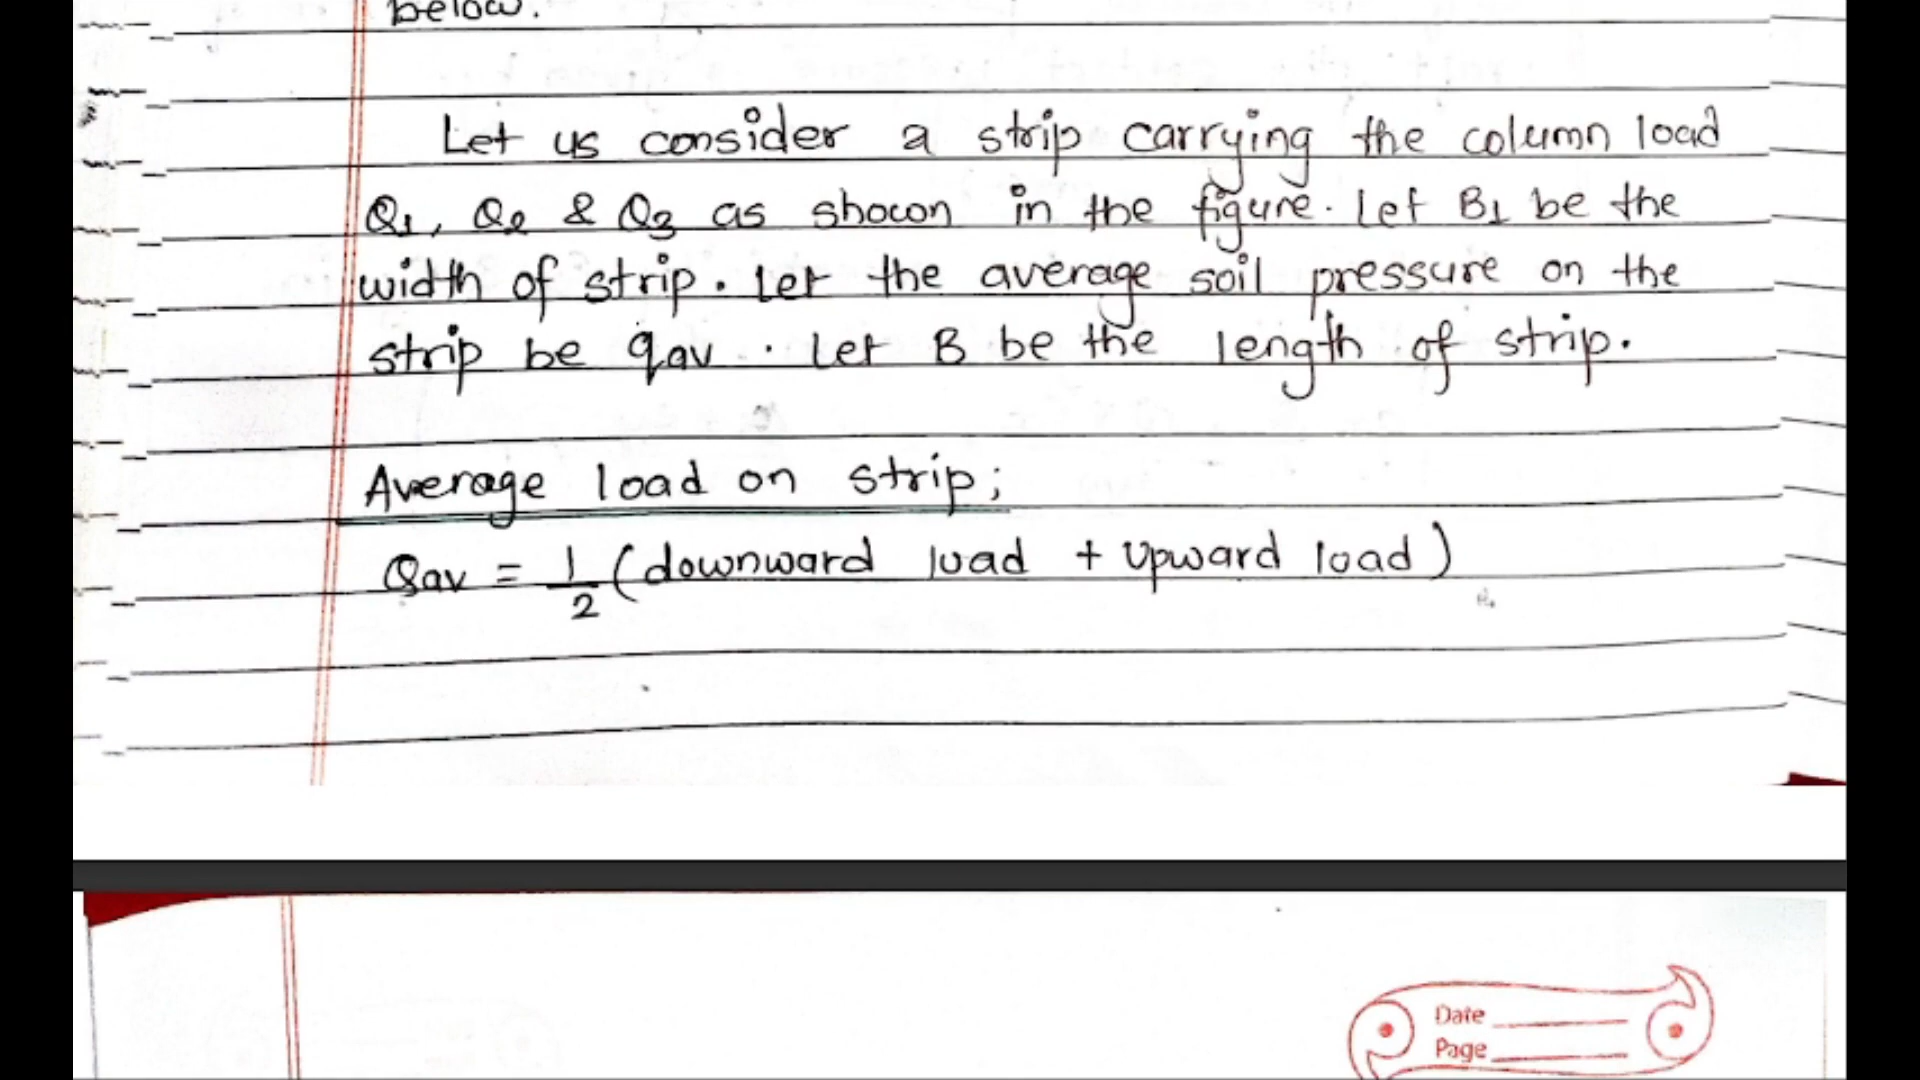 below.
Let us consider a strip carrying the column load
Q1, Q2 & Q3 as shown in the figure. Let B1 be the
width of strip. Let the average soil pressure on the
strip be qav. Let B be the length of strip.
Average load on strip;
Qav = 1/2 (downward load + upward load)
Date
Page